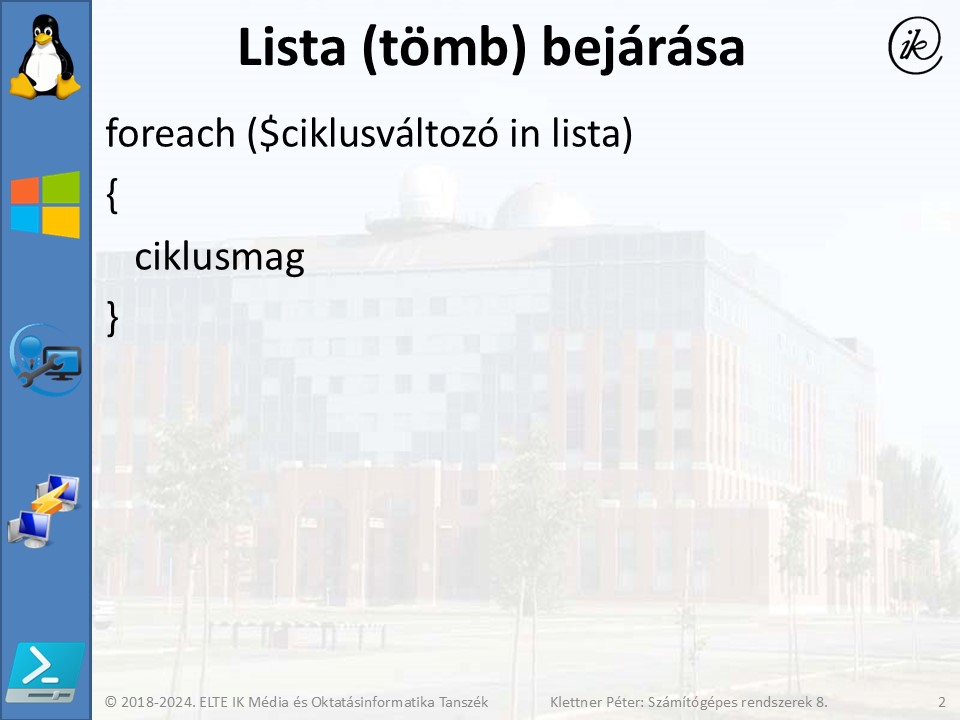 Lista (tömb) bejárása
ik
foreach ($ciklusváltozó in lista)
{
ciklusmag
}
© 2018-2024. ELTE IK Média és Oktatásinformatika Tanszék Klettner Péter: Számítógépes rendszerek 8. 2